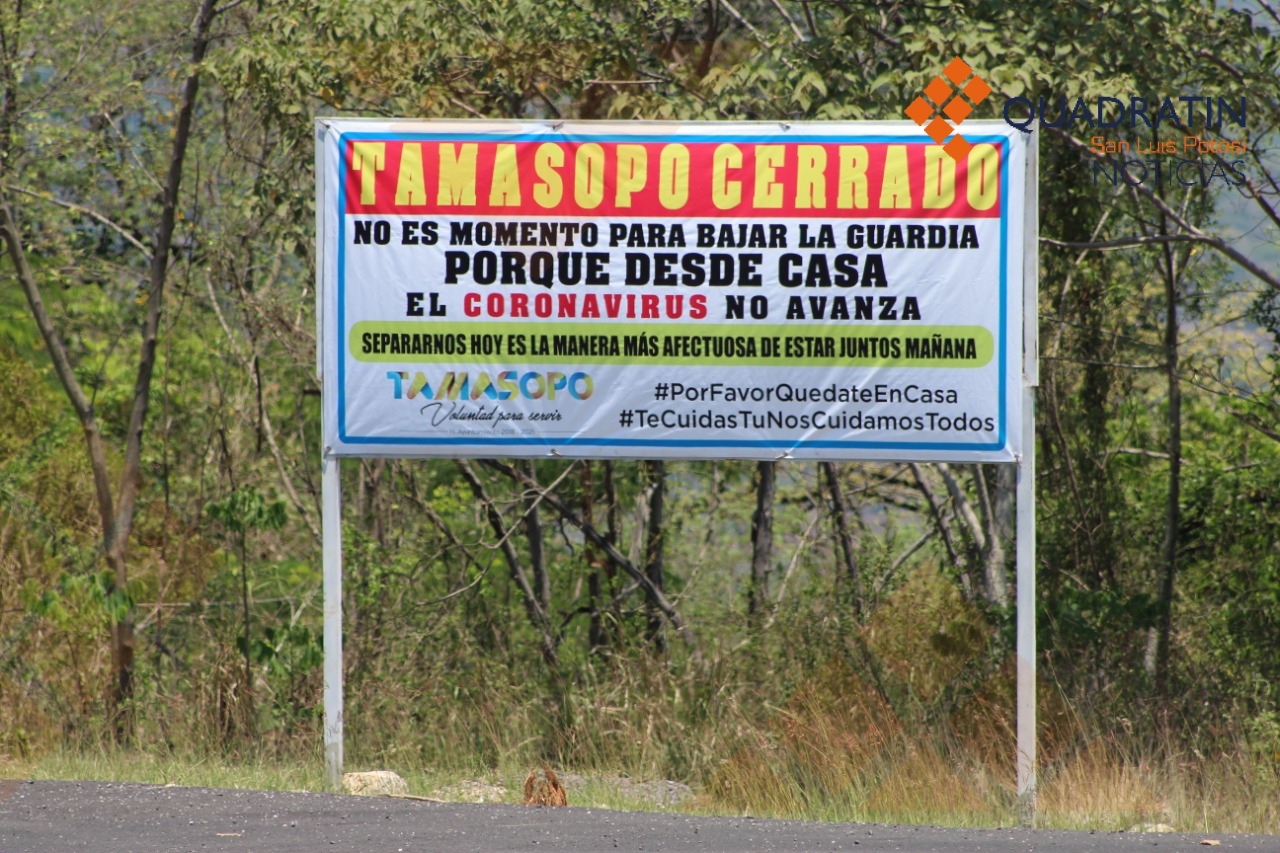 TAMASOPO CERRADO
NO ES MOMENTO PARA BAJAR LA GUARDIA
PORQUE DESDE CASA
EL CORONAVIRUS NO AVANZA
SEPARARNOS HOY ES LA MANERA MÁS AFECTUOSA DE ESTAR JUNTOS MAÑANA
TAMASOPO
Voluntad para servir
#PorFavorQuedateEnCasa
#TeCuidasTuNosCuidamosTodos
QUADRATIN
San Luis Potosí
NOTICIAS